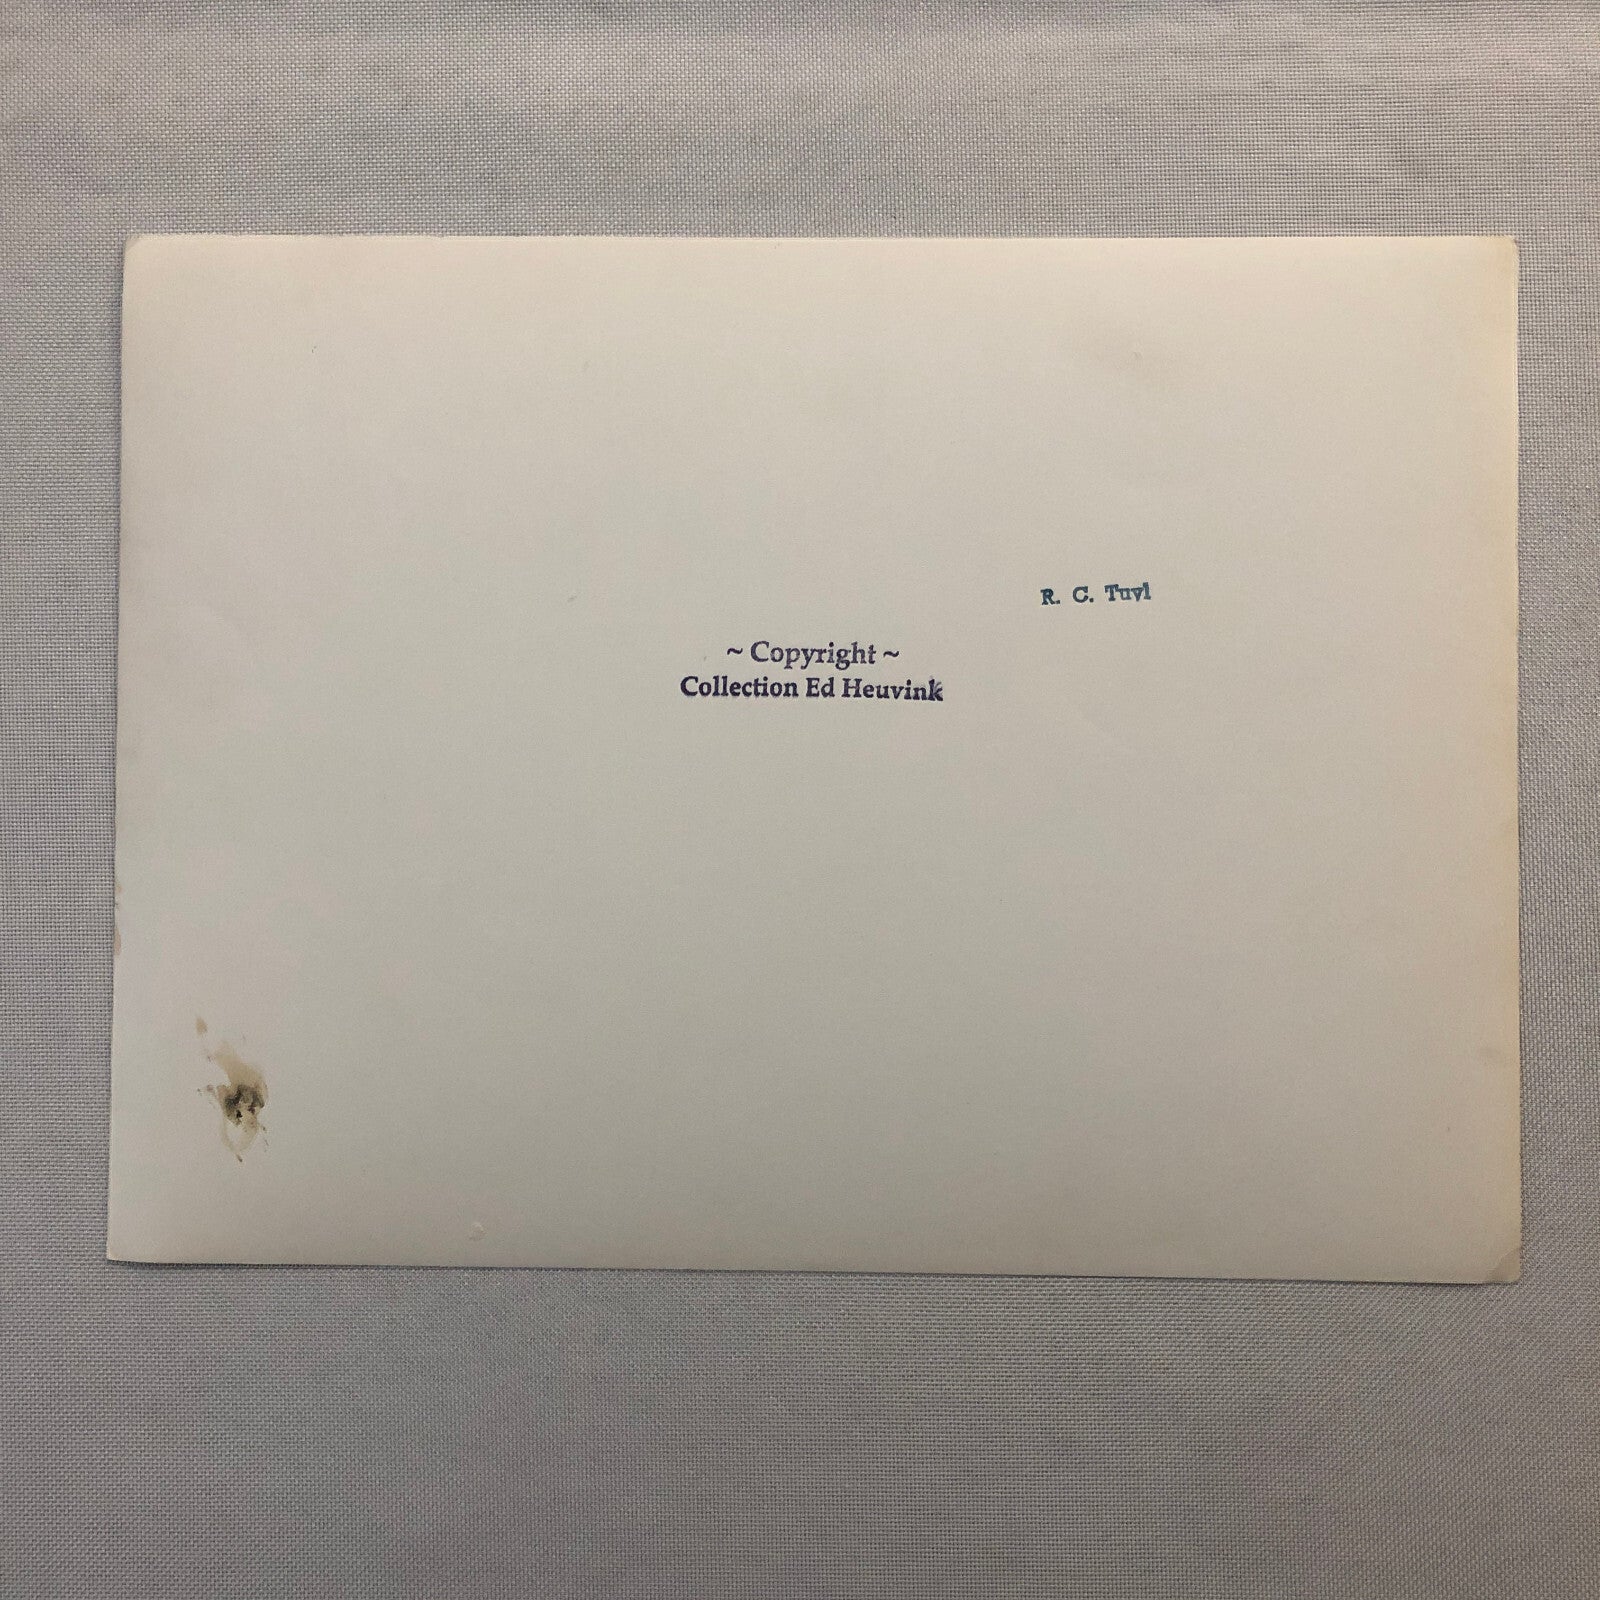 R. C. Tuyl
~ Copyright ~
Collection Ed Heuvink